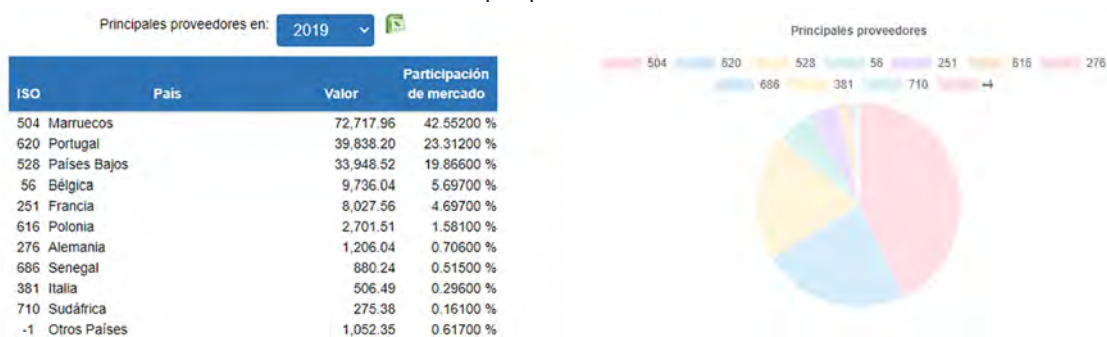 Principales proveedores en: 2019
ISO País Valor Participación de mercado
504 Marruecos 72,717.96 42.55200 %
620 Portugal 39,838.20 23.31200 %
528 Países Bajos 33,948.52 19.86600 %
56 Bélgica 9,736.04 5.69700 %
251 Francia 8,027.56 4.69700 %
616 Polonia 2,701.51 1.58100 %
276 Alemania 1,206.04 0.70600 %
686 Senegal 880.24 0.51500 %
381 Italia 506.49 0.29600 %
710 Sudáfrica 275.38 0.16100 %
-1 Otros Países 1,052.35 0.61700 %
Principales proveedores
504 620 528 56 251 616 276
686 381 710 -1